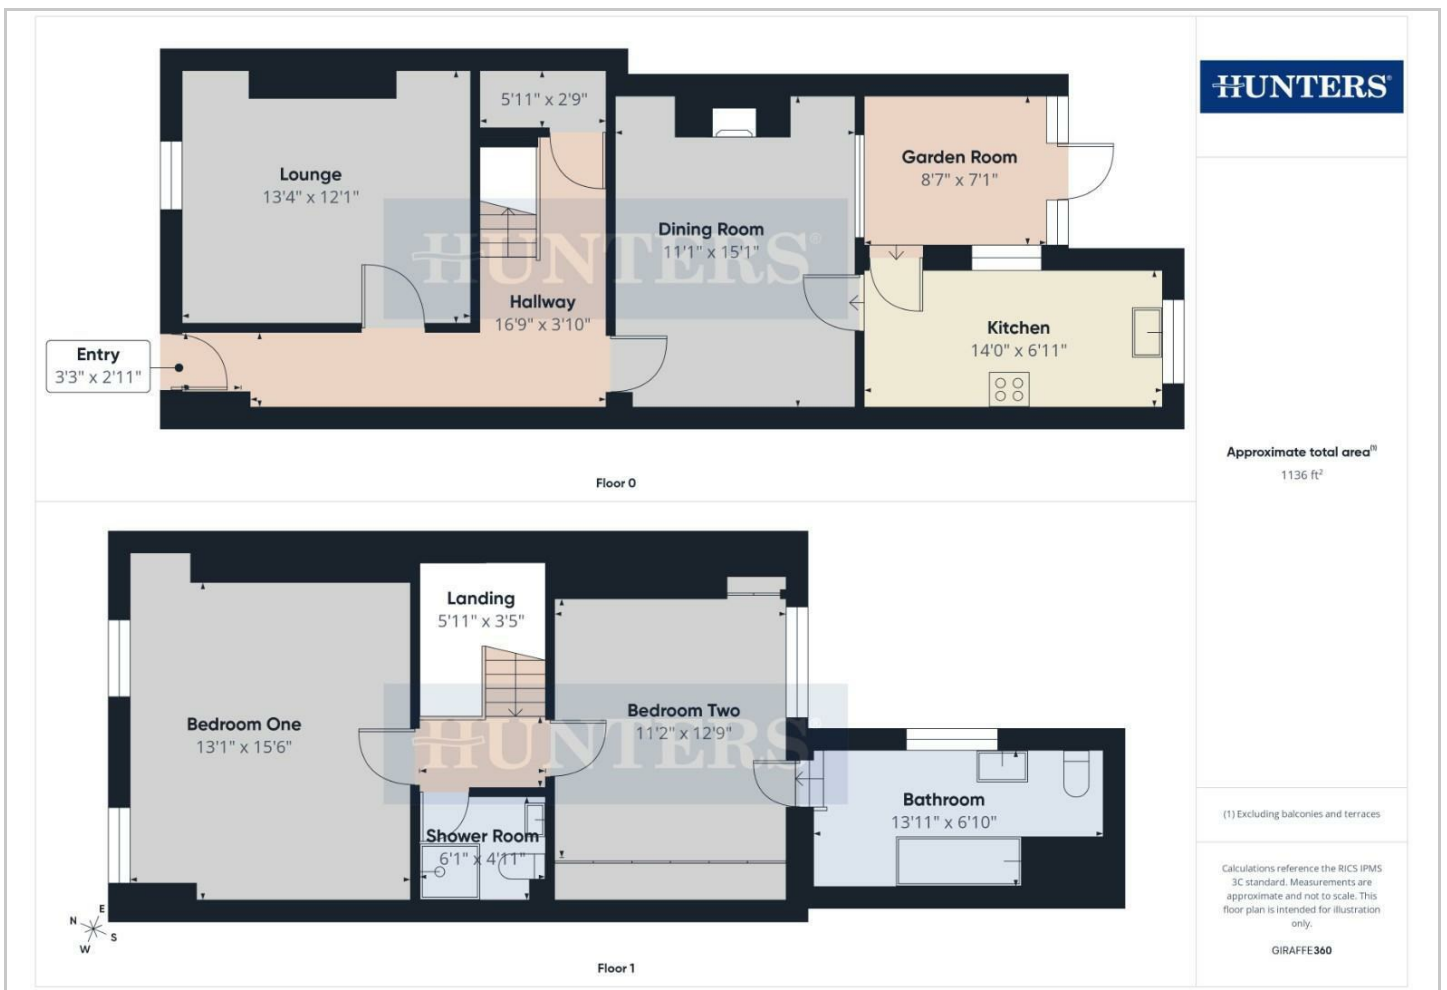 HUNTERS®
5'11" x 2'9"
Lounge
13'4" x 12'1"
Garden Room
8'7" x 7'1"
Dining Room
11'1" x 15'1"
HUNTERS®
Hallway
16'9" x 3'10"
Kitchen
14'0" x 6'11"
Entry
3'3" x 2'11"
Floor 0
Approximate total area(1)
1136 ft²
Landing
5'11" x 3'5"
Bedroom One
13'1" x 15'6"
Bedroom Two
11'2" x 12'9"
HUNTERS®
Bathroom
13'11" x 6'10"
Shower Room
6'1" x 4'11"
N E
W S
Floor 1
(1) Excluding balconies and terraces
Calculations reference the RICS IPMS
3C standard. Measurements are
approximate and not to scale. This
floor plan is intended for illustration
only.
GIRAFFE360